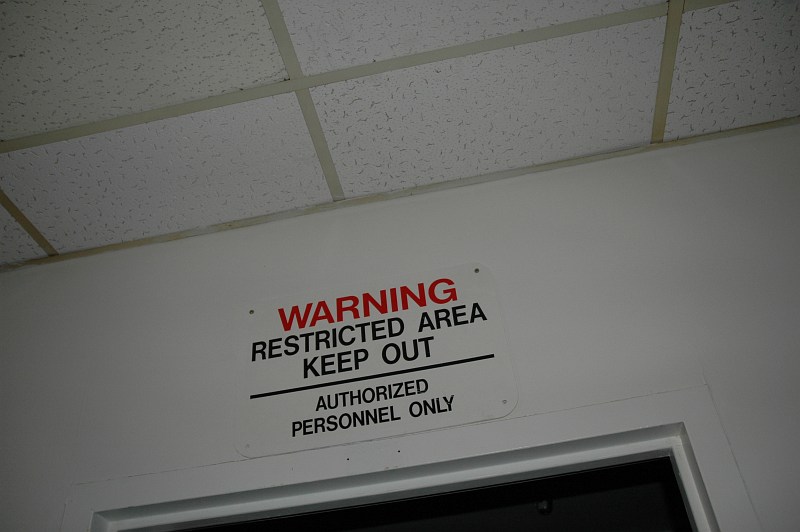 WARNING
RESTRICTED AREA
KEEP OUT
AUTHORIZED
PERSONNEL ONLY